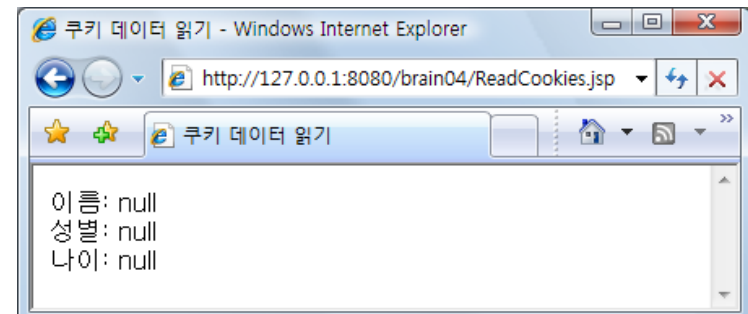 쿠키 데이터 읽기 - Windows Internet Explorer
http://127.0.0.1:8080/brain04/ReadCookies.jsp
쿠키 데이터 읽기
이름: null
성별: null
나이: null